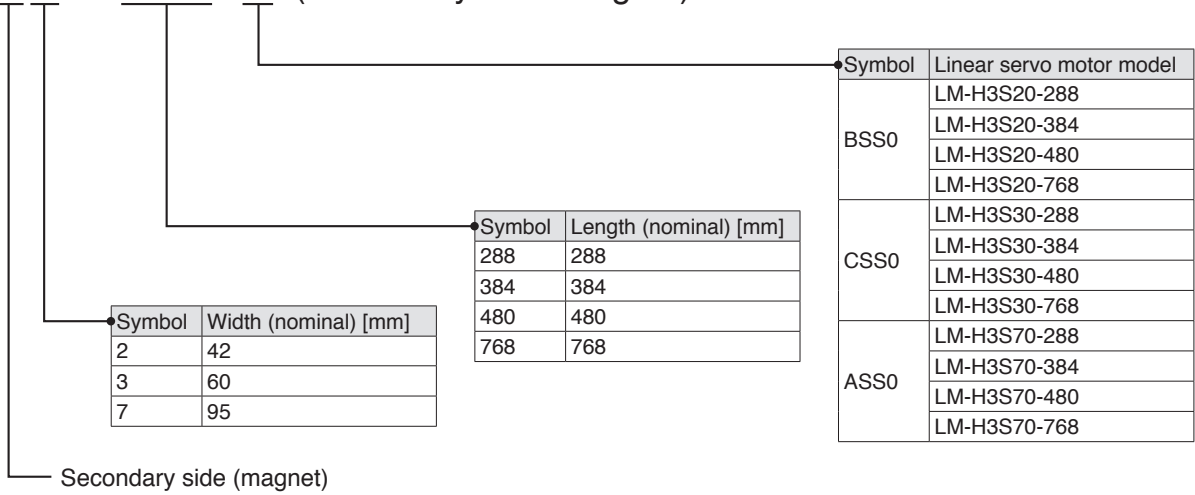 Symbol Linear servo motor model
BSS0
LM-H3S20-288
LM-H3S20-384
LM-H3S20-480
LM-H3S20-768
CSS0
LM-H3S30-288
LM-H3S30-384
LM-H3S30-480
LM-H3S30-768
ASS0
LM-H3S70-288
LM-H3S70-384
LM-H3S70-480
LM-H3S70-768
Symbol Length (nominal) [mm]
288 288
384 384
480 480
768 768
Symbol Width (nominal) [mm]
2 42
3 60
7 95
Secondary side (magnet)